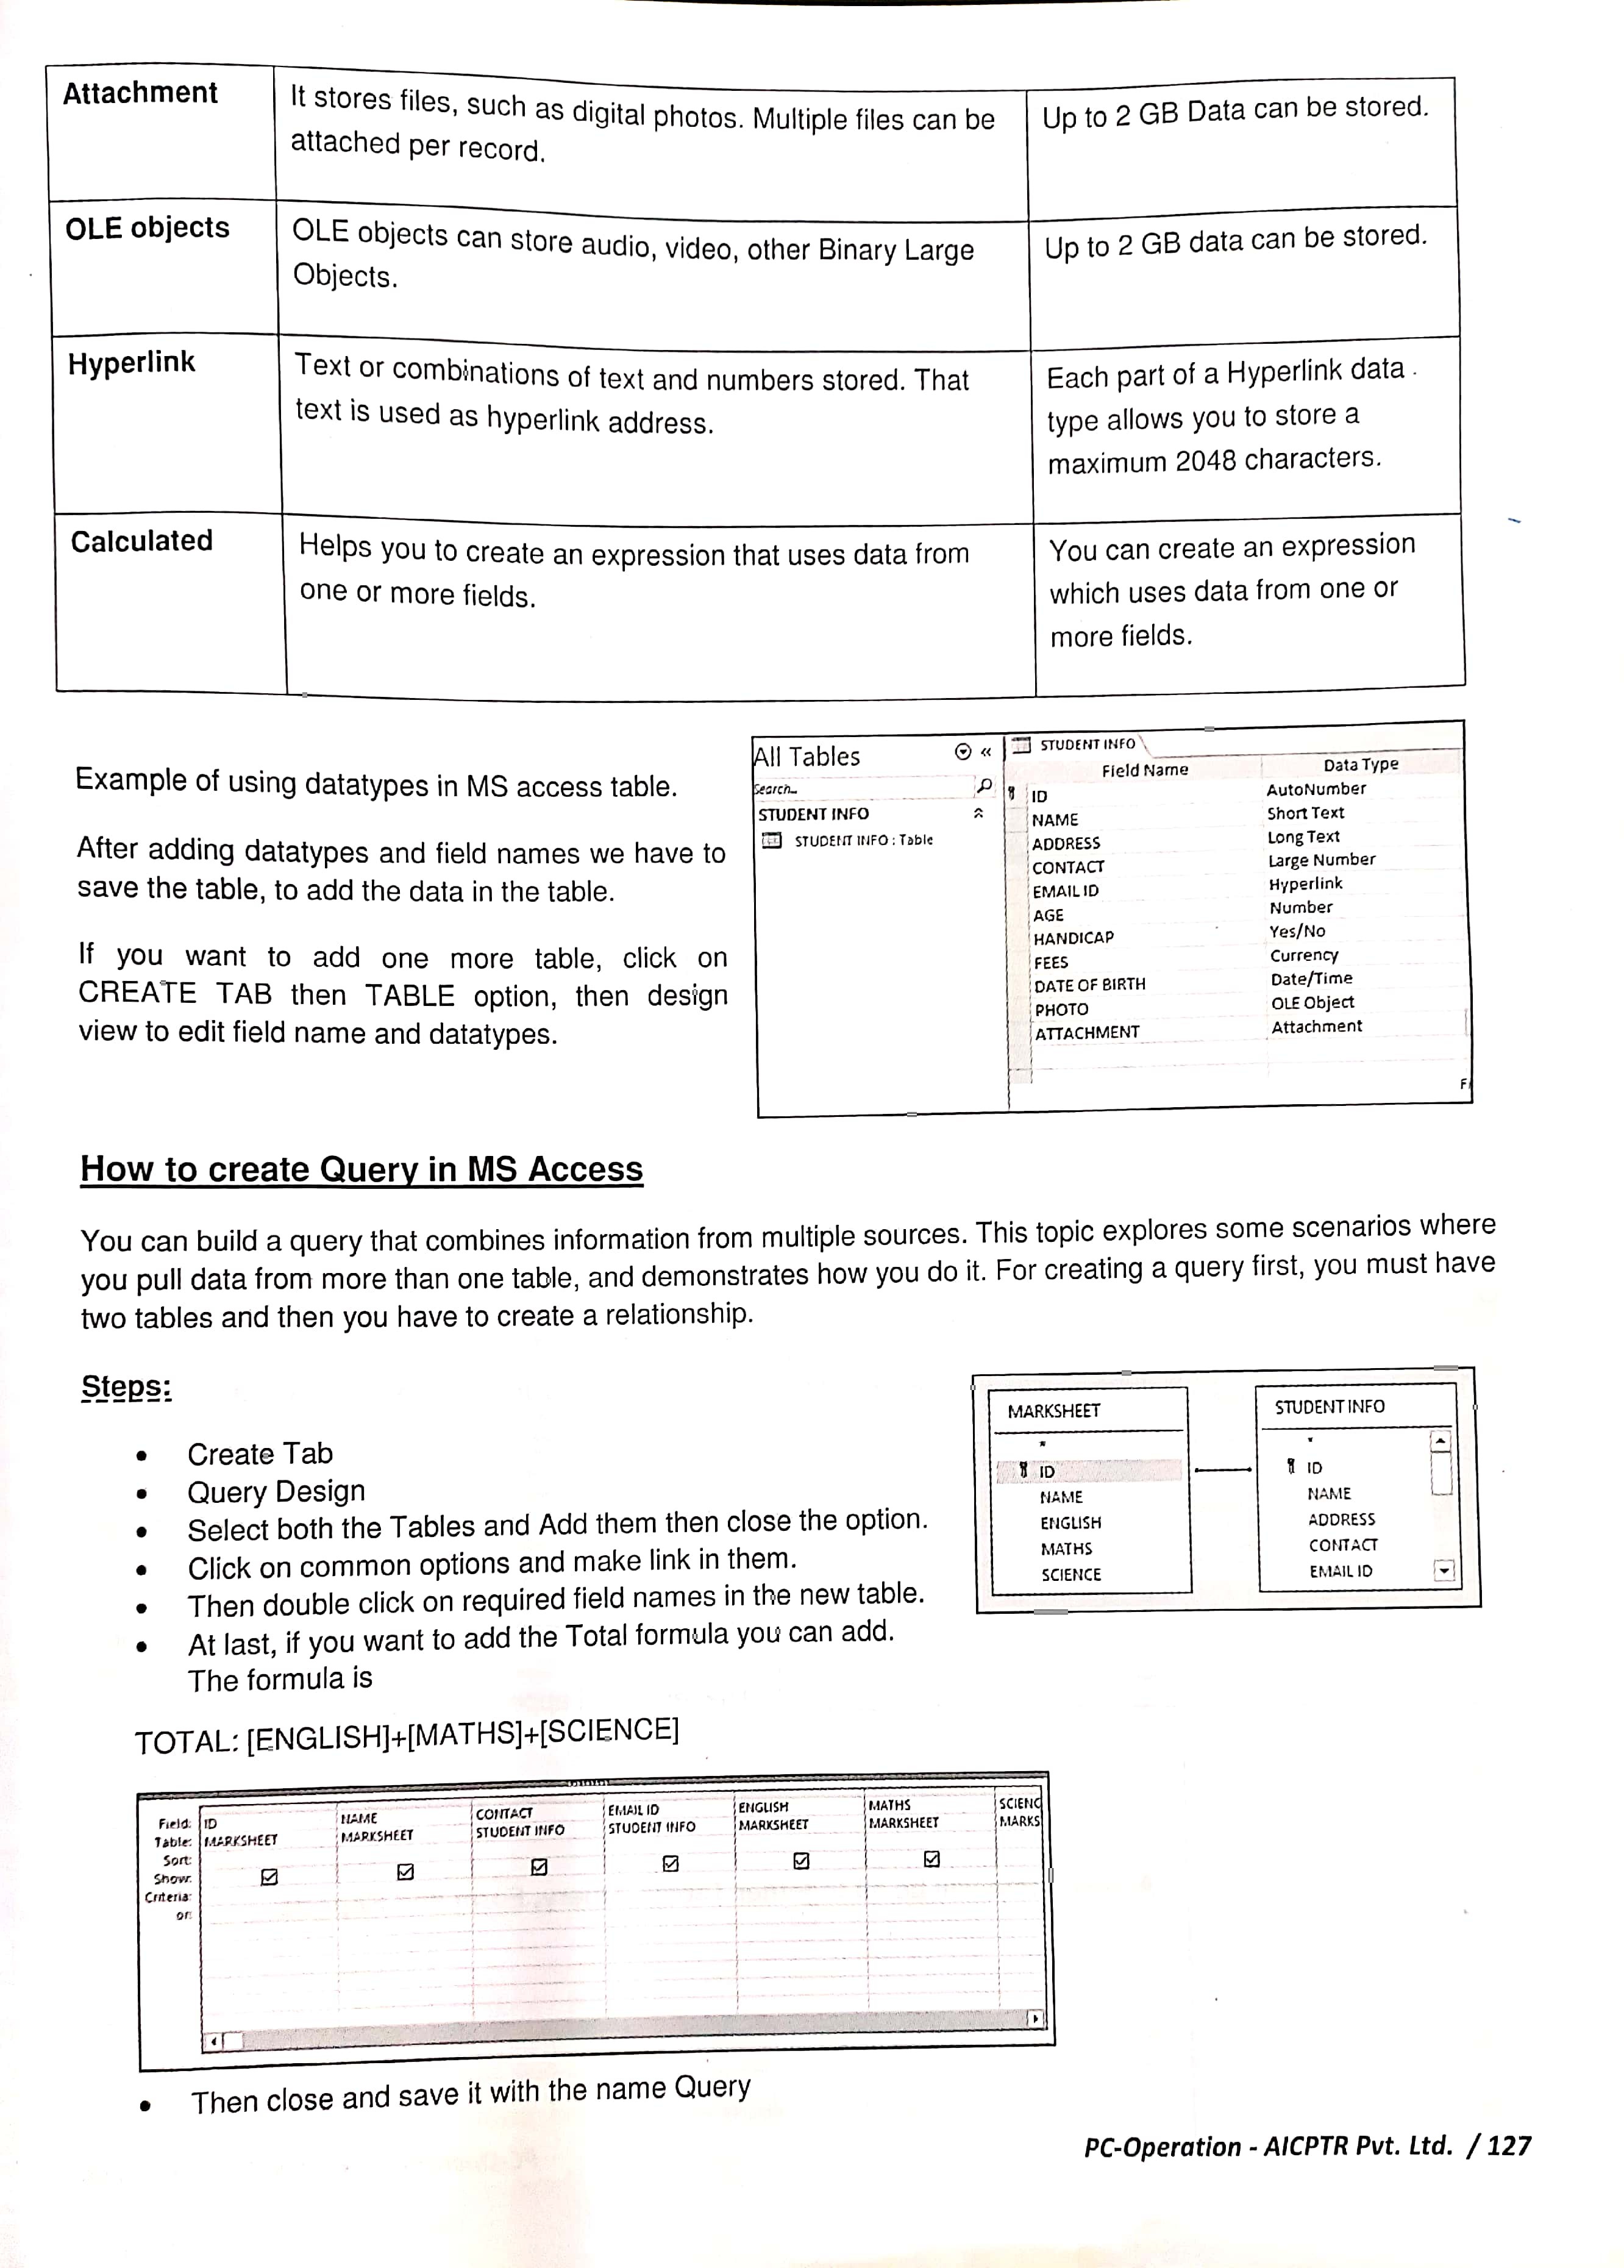 Attachment
It stores files, such as digital photos. Multiple files can be
attached per record.
Up to 2 GB Data can be stored.
OLE objects
OLE objects can store audio, video, other Binary Large
Objects.
Up to 2 GB data can be stored.
Hyperlink
Text or combinations of text and numbers stored. That
text is used as hyperlink address.
Each part of a Hyperlink data
type allows you to store a
maximum 2048 characters.
Calculated
Helps you to create an expression that uses data from
one or more fields.
You can create an expression
which uses data from one or
more fields.
Example of using datatypes in MS access table.
After adding datatypes and field names we have to
save the table, to add the data in the table.
If you want to add one more table, click on
CREATE TAB then TABLE option, then design
view to edit field name and datatypes.
All Tables «
Search...
STUDENT INFO
STUDENT INFO : Table
STUDENT INFO
Field Name Data Type
ID AutoNumber
NAME Short Text
ADDRESS Long Text
CONTACT Large Number
EMAIL ID Hyperlink
AGE Number
HANDICAP Yes/No
FEES Currency
DATE OF BIRTH Date/Time
PHOTO OLE Object
ATTACHMENT Attachment
F
How to create Query in MS Access
You can build a query that combines information from multiple sources. This topic explores some scenarios where
you pull data from more than one table, and demonstrates how you do it. For creating a query first, you must have
two tables and then you have to create a relationship.
Steps:
• Create Tab
• Query Design
• Select both the Tables and Add them then close the option.
• Click on common options and make link in them.
• Then double click on required field names in the new table.
• At last, if you want to add the Total formula you can add.
The formula is
MARKSHEET
*
ID
NAME
ENGLISH
MATHS
SCIENCE
STUDENT INFO
*
ID
NAME
ADDRESS
CONTACT
EMAIL ID
TOTAL: [ENGLISH]+[MATHS]+[SCIENCE]
Field: ID NAME CONTACT EMAIL ID ENGLISH MATHS SCIENC
Table: MARKSHEET MARKSHEET STUDENT INFO STUDENT INFO MARKSHEET MARKSHEET MARKS
Sort:
Show:
Criteria:
or:
• Then close and save it with the name Query
PC-Operation - AICPTR Pvt. Ltd. / 127